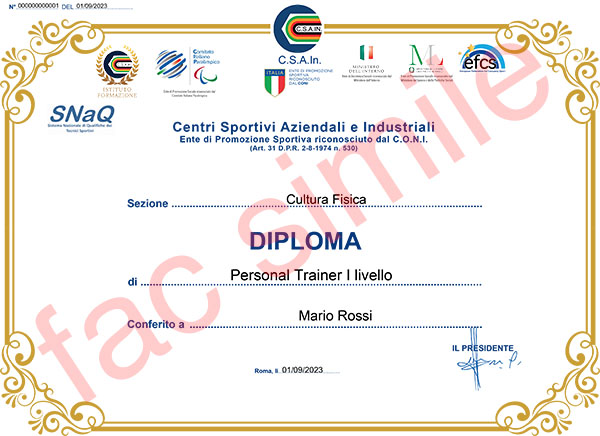 N° 000000000001 DEL 01/09/2023
C.S.A.IN.
C.S.A.In.
ISTITUTO
FORMAZIONE
Comitato
Italiano
Paralimpico
ITALIA
ENTE DI PROMOZIONE
SPORTIVA
RICONOSCIUTO
DAL CONI
MINISTERO
DELL'INTERNO
ML
efcs
SNaQ
Sistema Nazionale di Qualifiche dei
Tecnici Sportivi
Centri Sportivi Aziendali e Industriali
Ente di Promozione Sportiva riconosciuto dal C.O.N.I.
(Art. 31 D.P.R. 2-8-1974 n. 530)
Sezione Cultura Fisica
DIPLOMA
di Personal Trainer I livello
Conferito a Mario Rossi
IL PRESIDENTE
Roma, lì 01/09/2023
fac simile